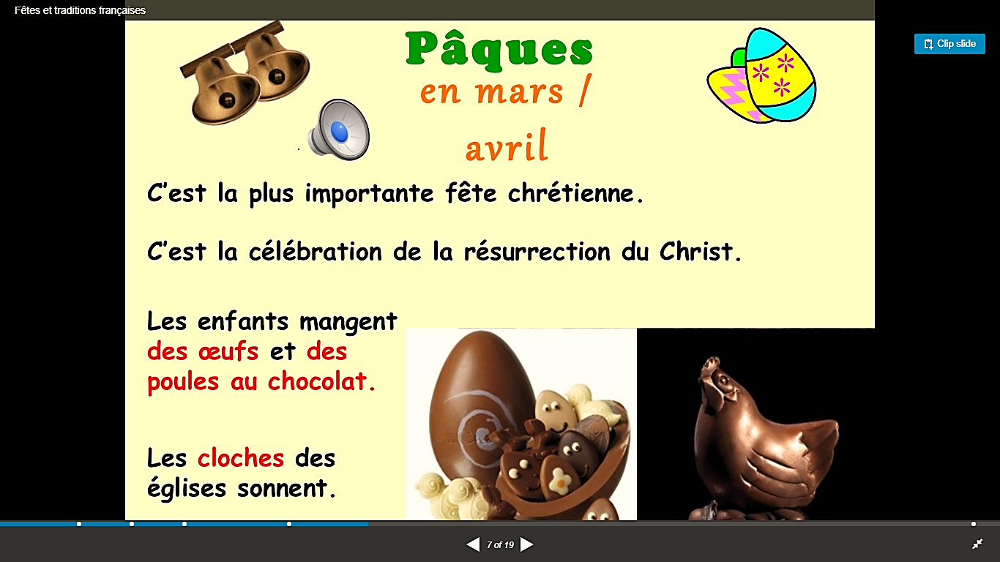 Fêtes et traditions françaises
Clip slide
Pâques
en mars /
avril
C'est la plus importante fête chrétienne.
C'est la célébration de la résurrection du Christ.
Les enfants mangent
des œufs et des
poules au chocolat.
Les cloches des
églises sonnent.
7 of 19